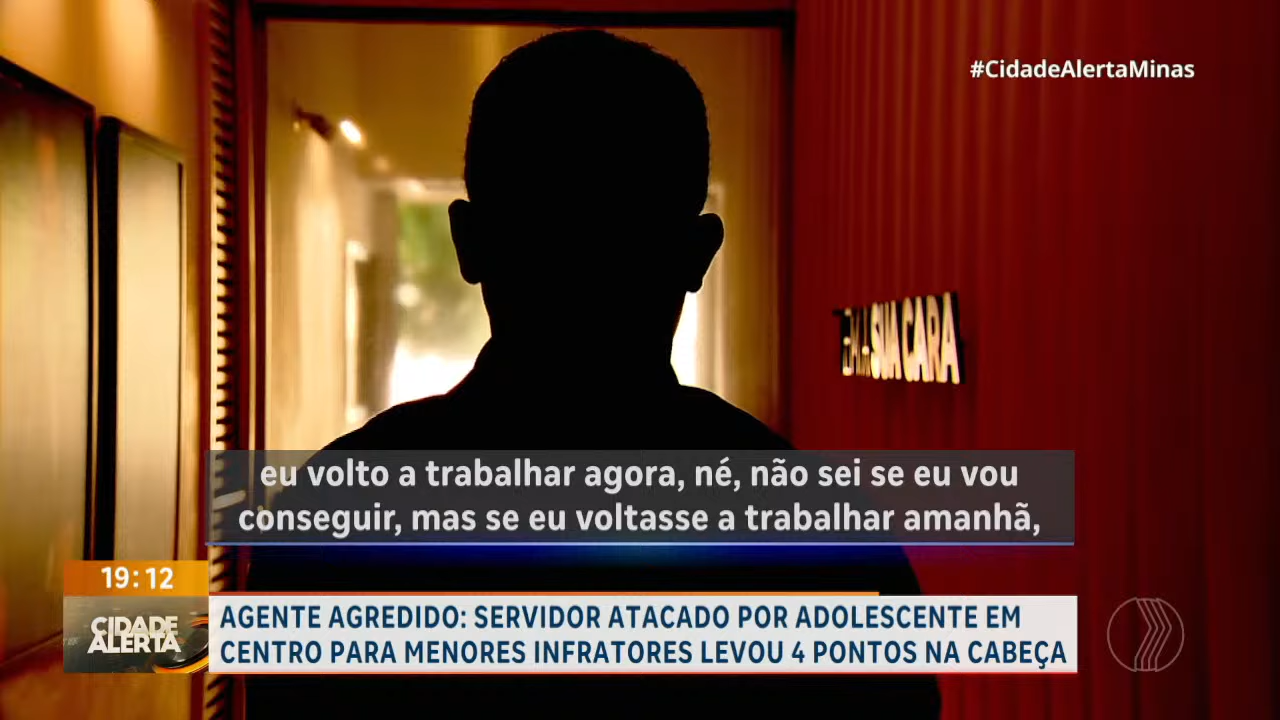 #CidadeAlertaMinas
TEM A SUA CARA
eu volto a trabalhar agora, né, não sei se eu vou
conseguir, mas se eu voltasse a trabalhar amanhã,
19:12
CIDADE
ALERTA
AGENTE AGREDIDO: SERVIDOR ATACADO POR ADOLESCENTE EM
CENTRO PARA MENORES INFRATORES LEVOU 4 PONTOS NA CABEÇA